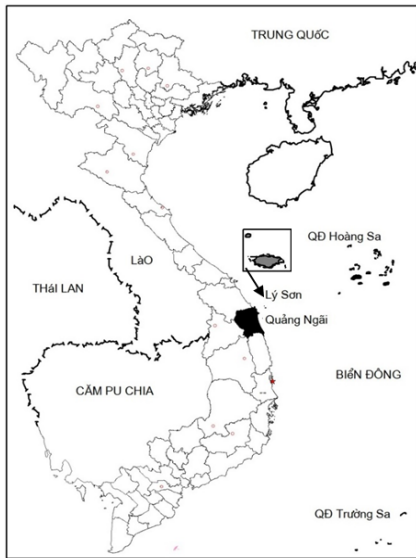 TRUNG QUỐC
QĐ Hoàng Sa
LàO
Lý Sơn
THáI LAN
Quảng Ngãi
BIểN ĐÔNG
CĂM PU CHIA
QĐ Trường Sa